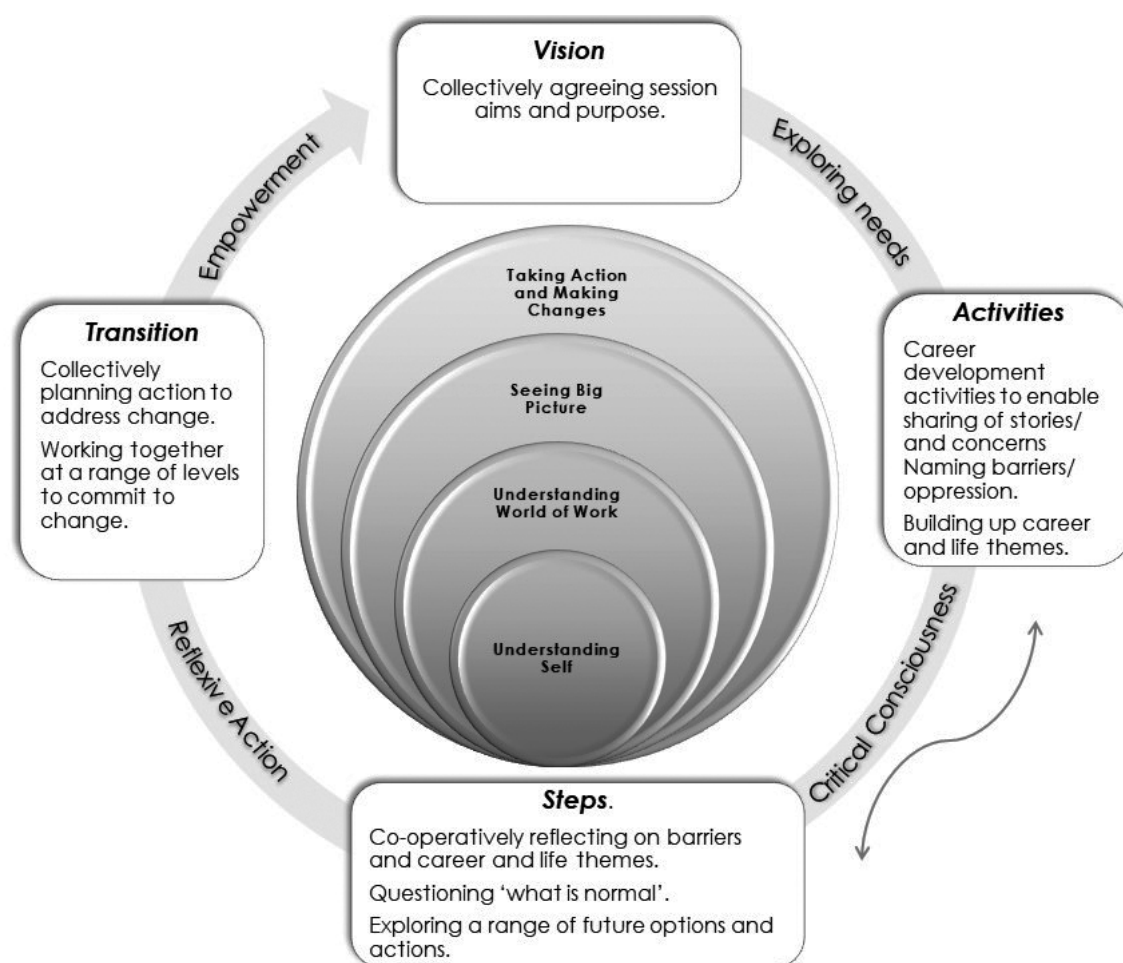 Vision
Collectively agreeing session
aims and purpose.
Exploring needs
Activities
Career
development
activities to enable
sharing of stories/
and concerns
Naming barriers/
oppression.
Building up career
and life themes.
Critical Consciousness
Steps.
Co-operatively reflecting on barriers
and career and life themes.
Questioning ‘what is normal’.
Exploring a range of future options and
actions.
Reflexive Action
Transition
Collectively
planning action to
address change.
Working together
at a range of levels
to commit to
change.
Empowerment
Taking Action
and Making
Changes
Seeing Big
Picture
Understanding
World of Work
Understanding
Self